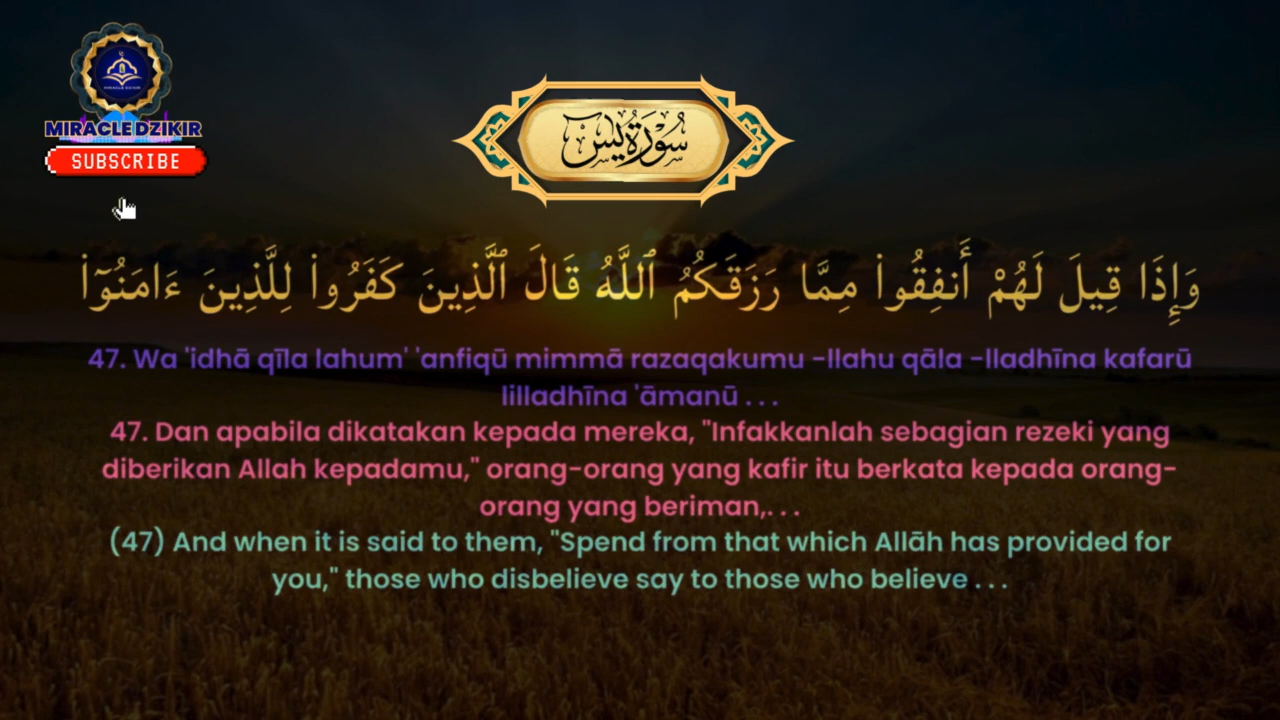 MIRACLE DZIKIR
MIRACLE DZIKIR
SUBSCRIBE
سُوْرَةُ يٰسٓ
وَإِذَا قِيلَ لَهُمْ أَنفِقُوا۟ مِمَّا رَزَقَكُمُ ٱللَّهُ قَالَ ٱلَّذِينَ كَفَرُوا۟ لِلَّذِينَ ءَامَنُوٓا۟
47. Wa 'idhā qīla lahum' 'anfiqū mimmā razaqakumu -llahu qāla -lladhīna kafarū
lilladhīna 'āmanū . . .
47. Dan apabila dikatakan kepada mereka, "Infakkanlah sebagian rezeki yang
diberikan Allah kepadamu," orang-orang yang kafir itu berkata kepada orang-
orang yang beriman,. . .
(47) And when it is said to them, "Spend from that which Allāh has provided for
you," those who disbelieve say to those who believe . . .